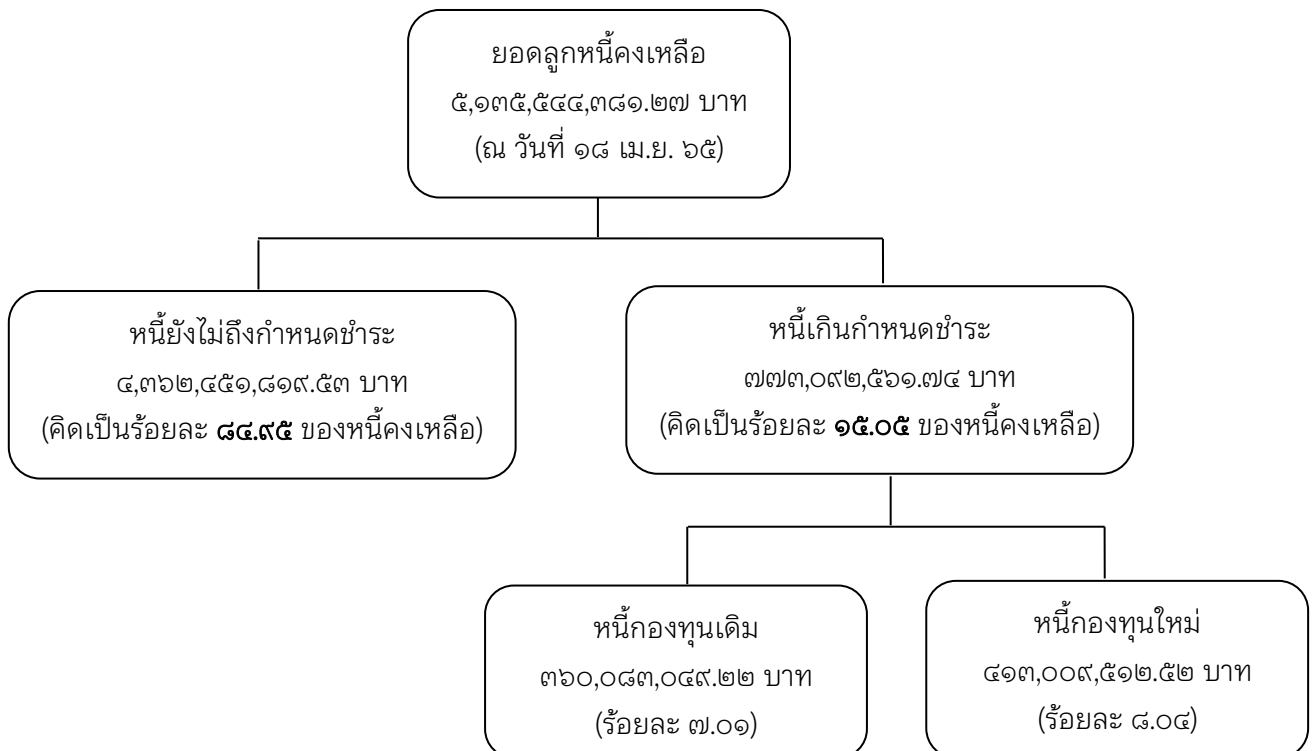 ยอดลูกหนี้คงเหลือ
๕,๑๓๕,๕๔๔,๓๘๑.๒๗ บาท
(ณ วันที่ ๑๘ เม.ย. ๖๕)
หนี้ยังไม่ถึงกำหนดชำระ
๔,๓๖๒,๔๕๑,๘๑๙.๕๓ บาท
(คิดเป็นร้อยละ ๘๔.๙๕ ของหนี้คงเหลือ)
หนี้เกินกำหนดชำระ
๗๗๓,๐๙๒,๕๖๑.๗๔ บาท
(คิดเป็นร้อยละ ๑๕.๐๕ ของหนี้คงเหลือ)
หนี้กองทุนเดิม
๓๖๐,๐๘๓,๐๔๙.๒๒ บาท
(ร้อยละ ๗.๐๑)
หนี้กองทุนใหม่
๔๑๓,๐๐๙,๕๑๒.๕๒ บาท
(ร้อยละ ๘.๐๔)